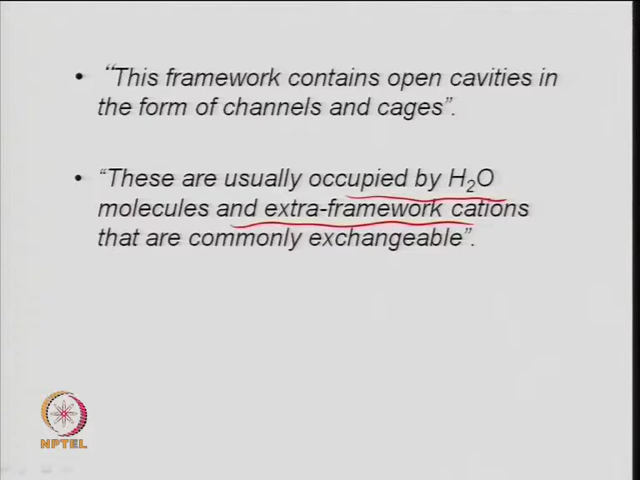 • “This framework contains open cavities in
the form of channels and cages”.
• “These are usually occupied by H₂O
molecules and extra-framework cations
that are commonly exchangeable”.
NPTEL